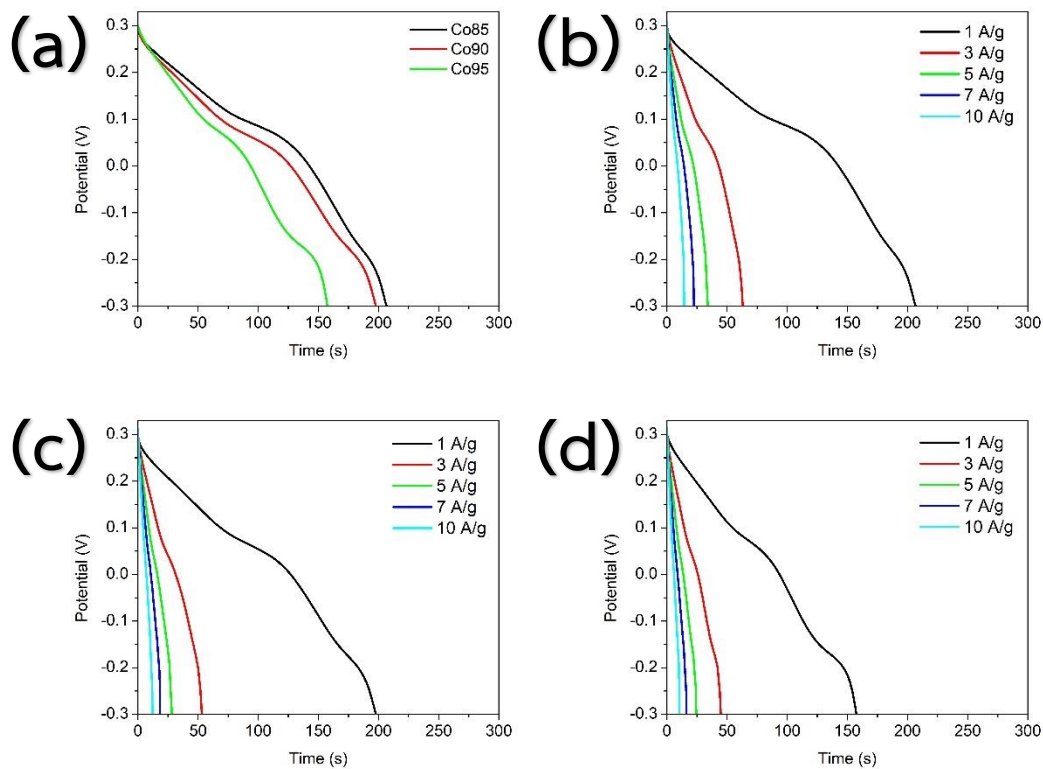 (a)
0.3
0.2
0.1
0.0
-0.1
-0.2
-0.3
Potential (V)
0 50 100 150 200 250 300
Time (s)
Co85
Co90
Co95
(b)
0.3
0.2
0.1
0.0
-0.1
-0.2
-0.3
Potential (V)
0 50 100 150 200 250 300
Time (s)
1 A/g
3 A/g
5 A/g
7 A/g
10 A/g
(c)
0.3
0.2
0.1
0.0
-0.1
-0.2
-0.3
Potential (V)
0 50 100 150 200 250 300
Time (s)
1 A/g
3 A/g
5 A/g
7 A/g
10 A/g
(d)
0.3
0.2
0.1
0.0
-0.1
-0.2
-0.3
Potential (V)
0 50 100 150 200 250 300
Time (s)
1 A/g
3 A/g
5 A/g
7 A/g
10 A/g